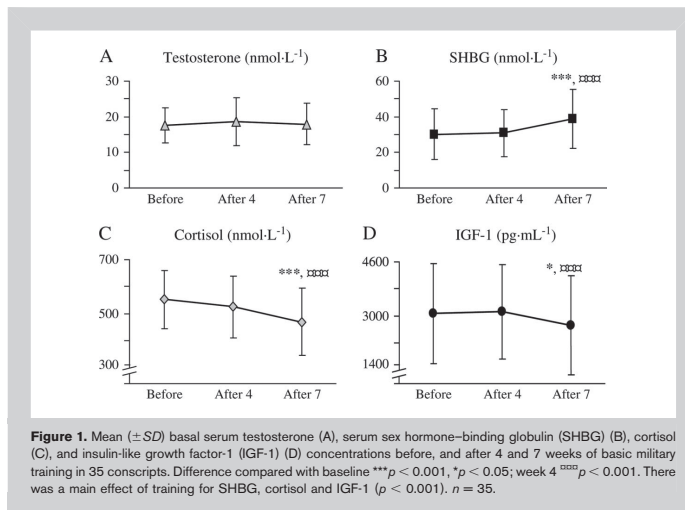 A Testosterone (nmol·L⁻¹)
30
20
10
0
Before After 4 After 7
B SHBG (nmol·L⁻¹)
***, ¤¤¤
60
40
20
0
Before After 4 After 7
C Cortisol (nmol·L⁻¹)
700
***, ¤¤¤
500
300
Before After 4 After 7
D IGF-1 (pg·mL⁻¹)
4600
*, ¤¤¤
3000
1400
Before After 4 After 7
Figure 1. Mean (±SD) basal serum testosterone (A), serum sex hormone–binding globulin (SHBG) (B), cortisol
(C), and insulin-like growth factor-1 (IGF-1) (D) concentrations before, and after 4 and 7 weeks of basic military
training in 35 conscripts. Difference compared with baseline ***p < 0.001, *p < 0.05; week 4 ¤¤¤p < 0.001. There
was a main effect of training for SHBG, cortisol and IGF-1 (p < 0.001). n = 35.